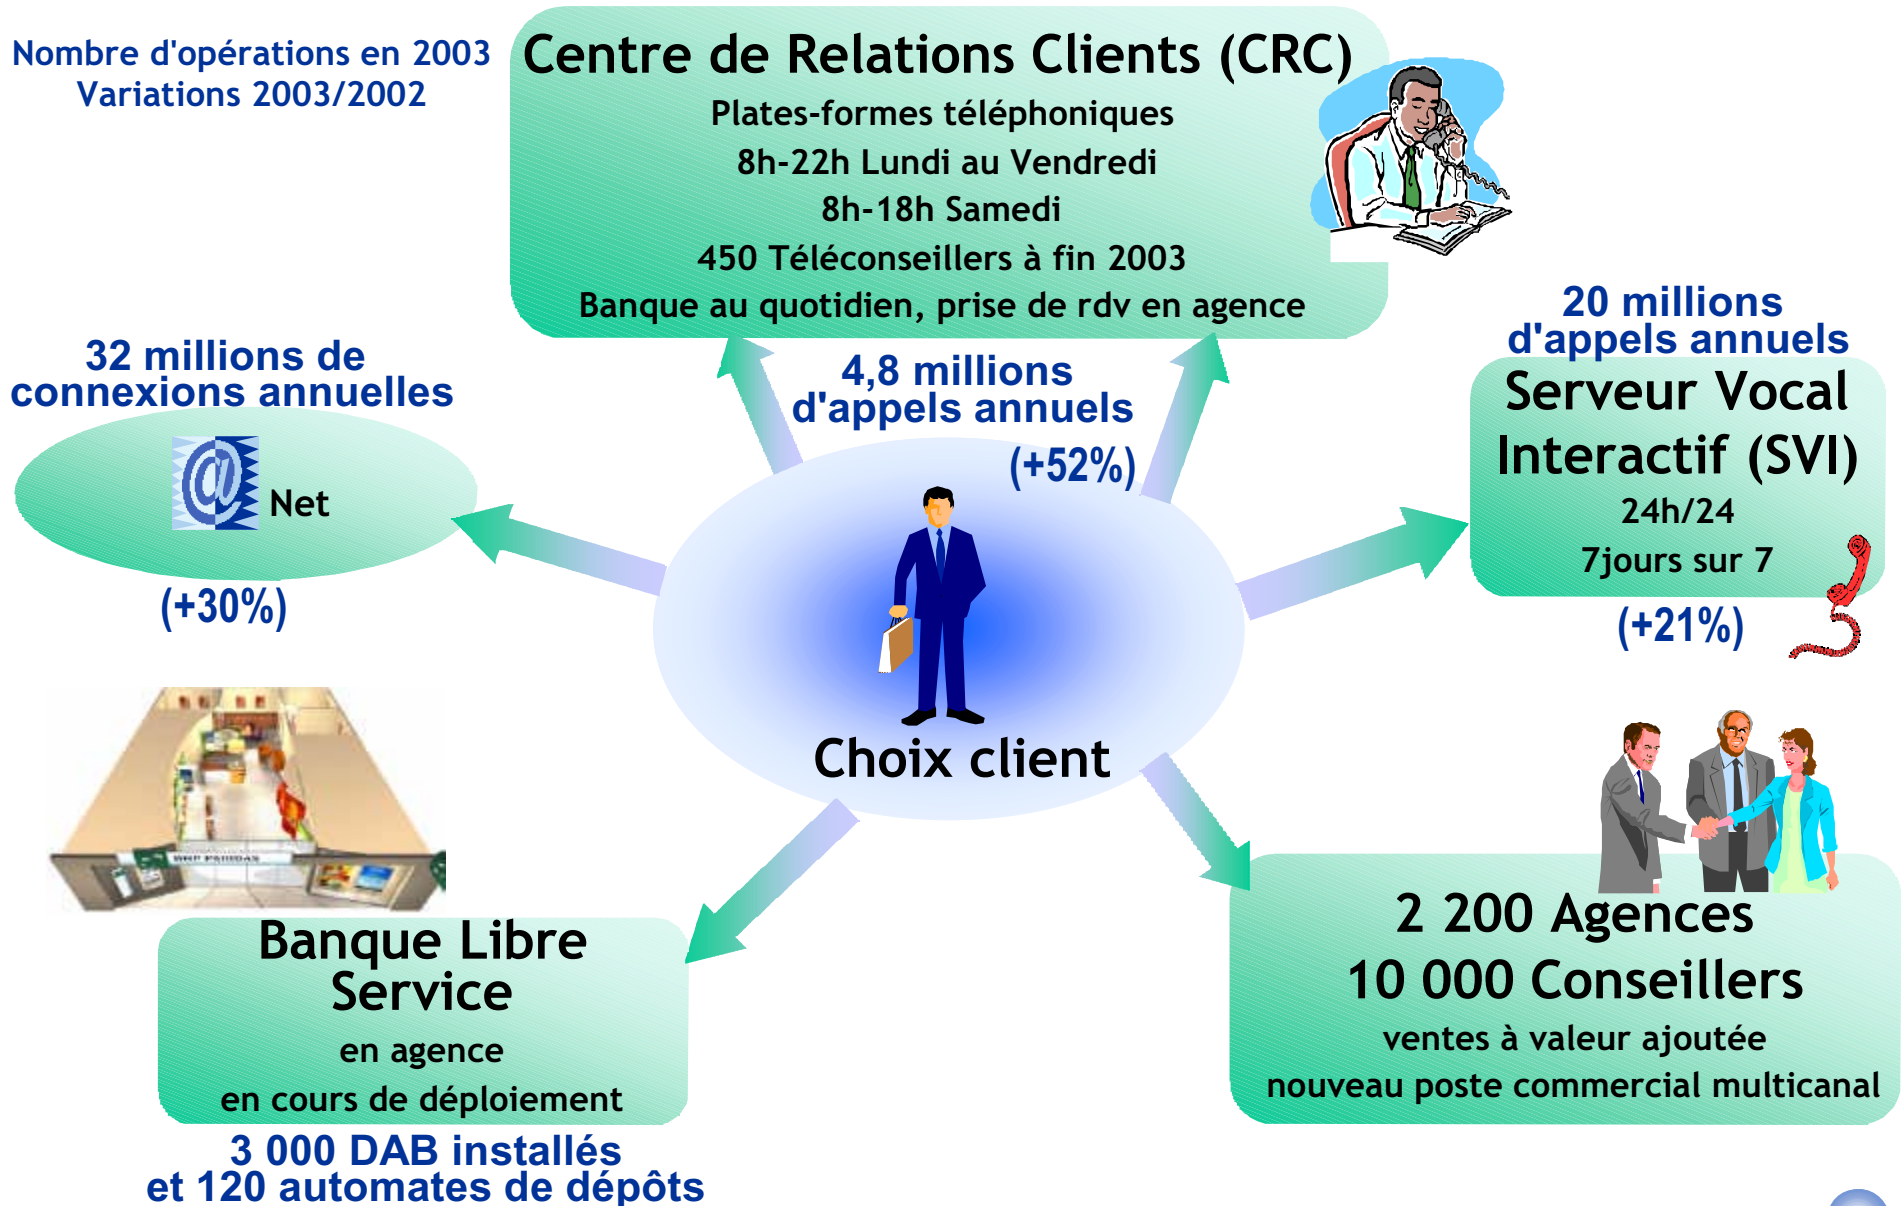 Nombre d'opérations en 2003
Variations 2003/2002
Centre de Relations Clients (CRC)
Plates-formes téléphoniques
8h-22h Lundi au Vendredi
8h-18h Samedi
450 Téléconseillers à fin 2003
Banque au quotidien, prise de rdv en agence
4,8 millions
d'appels annuels
(+52%)
32 millions de
connexions annuelles
@ Net
(+30%)
20 millions
d'appels annuels
Serveur Vocal
Interactif (SVI)
24h/24
7jours sur 7
(+21%)
Choix client
BNP PARIBAS
Banque Libre
Service
en agence
en cours de déploiement
3 000 DAB installés
et 120 automates de dépôts
2 200 Agences
10 000 Conseillers
ventes à valeur ajoutée
nouveau poste commercial multicanal